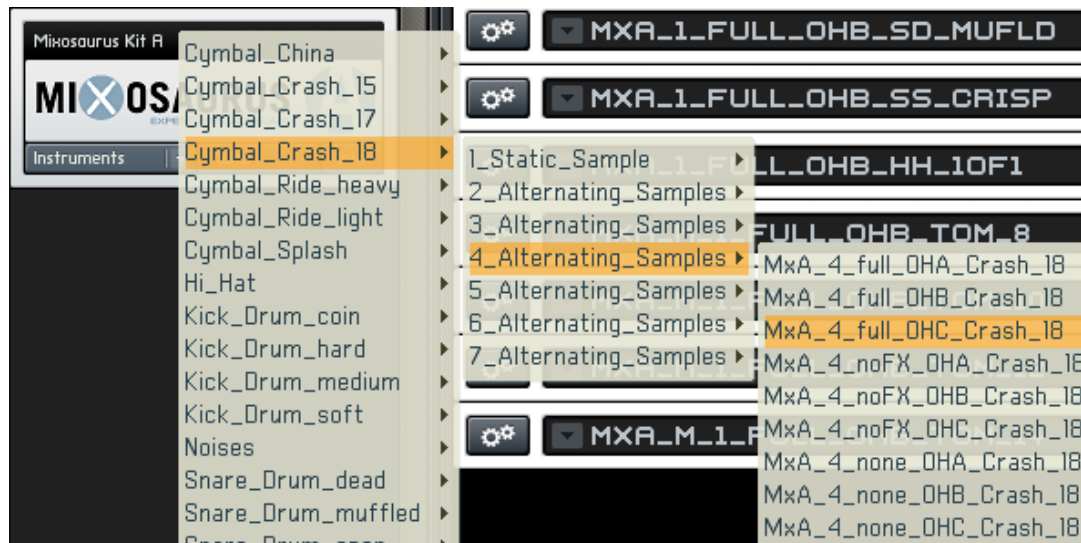 Mixosaurus Kit A
MIXOSAURUS
Instruments
Cymbal_China
Cymbal_Crash_15
Cymbal_Crash_17
Cymbal_Crash_18
Cymbal_Ride_heavy
Cymbal_Ride_light
Cymbal_Splash
Hi_Hat
Kick_Drum_coin
Kick_Drum_hard
Kick_Drum_medium
Kick_Drum_soft
Noises
Snare_Drum_dead
Snare_Drum_muffled
1_Static_Sample
2_Alternating_Samples
3_Alternating_Samples
4_Alternating_Samples
5_Alternating_Samples
6_Alternating_Samples
7_Alternating_Samples
MXA_1_FULL_OHB_SD_MUFLD
MXA_1_FULL_OHB_SS_CRISP
LL_OHB_HH_1OF1
FULL_OHB_TOM_8
MXA_M_1_F
MxA_4_full_OHA_Crash_18
MxA_4_full_OHB_Crash_18
MxA_4_full_OHC_Crash_18
MxA_4_noFX_OHA_Crash_18
MxA_4_noFX_OHB_Crash_18
MxA_4_noFX_OHC_Crash_18
MxA_4_none_OHA_Crash_18
MxA_4_none_OHB_Crash_18
MxA_4_none_OHC_Crash_18